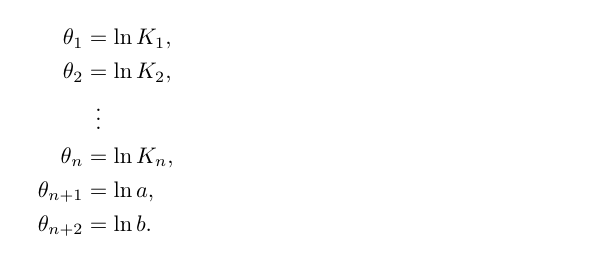 θ₁ = ln K₁,
θ₂ = ln K₂,
⋮
θₙ = ln Kₙ,
θₙ₊₁ = ln a,
θₙ₊₂ = ln b.